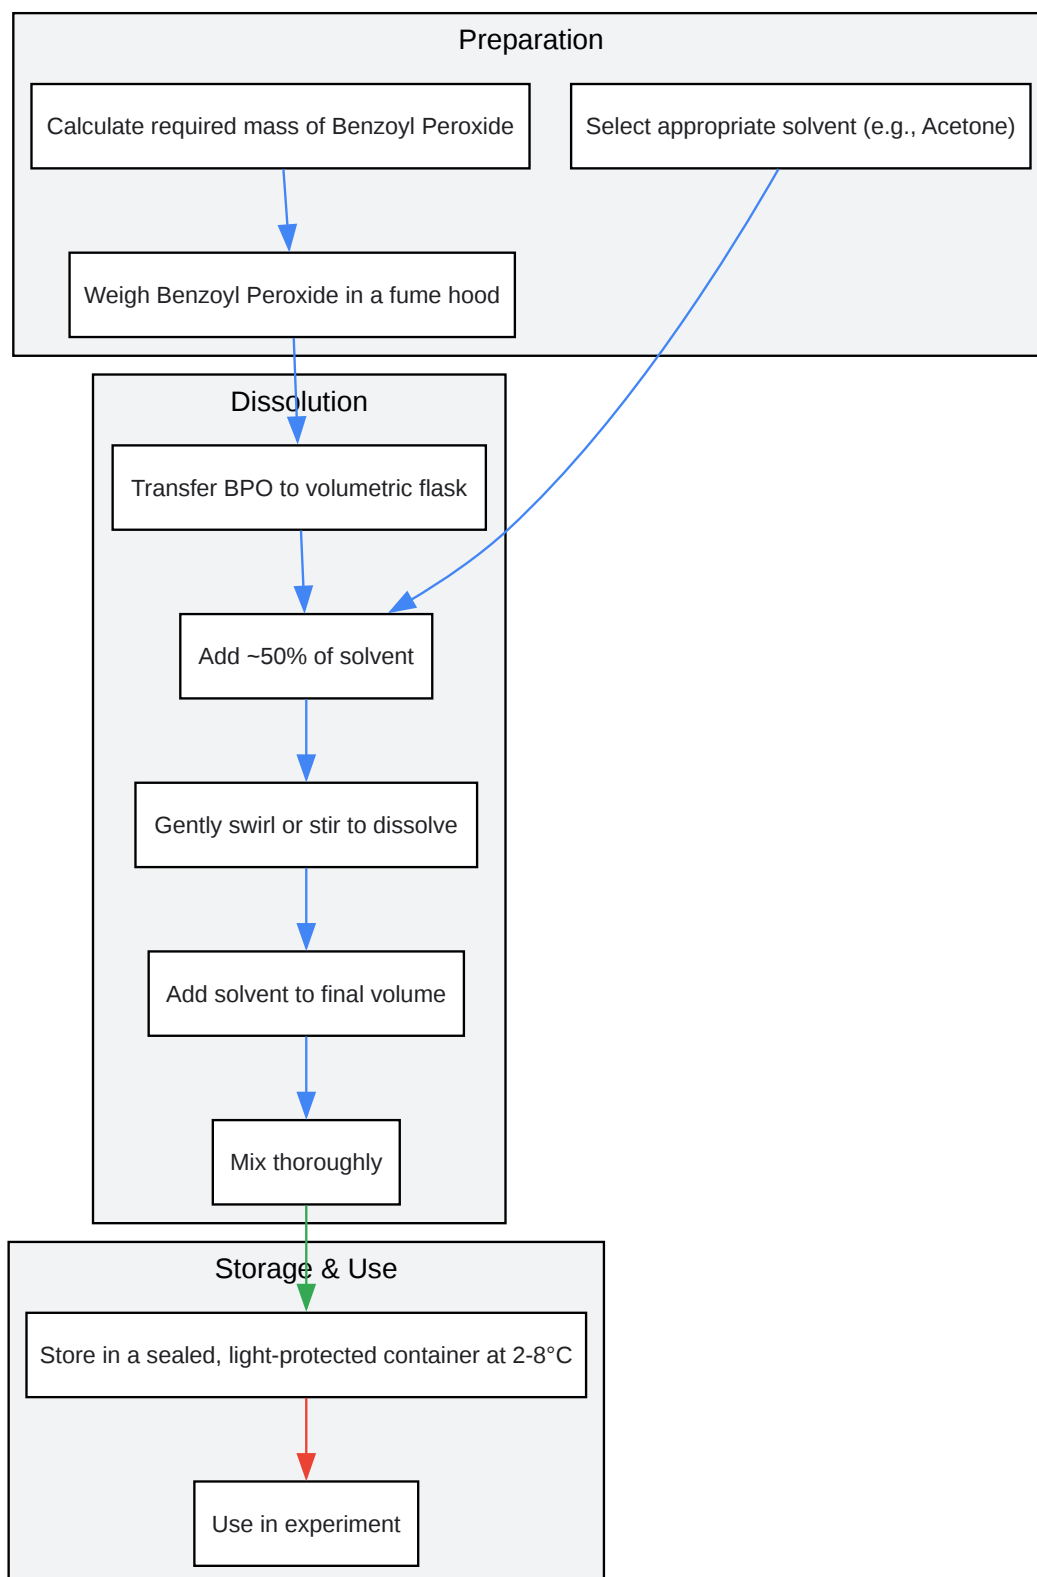 Preparation
Calculate required mass of Benzoyl Peroxide
Select appropriate solvent (e.g., Acetone)
Weigh Benzoyl Peroxide in a fume hood
Dissolution
Transfer BPO to volumetric flask
Add ~50% of solvent
Gently swirl or stir to dissolve
Add solvent to final volume
Mix thoroughly
Storage & Use
Store in a sealed, light-protected container at 2-8°C
Use in experiment